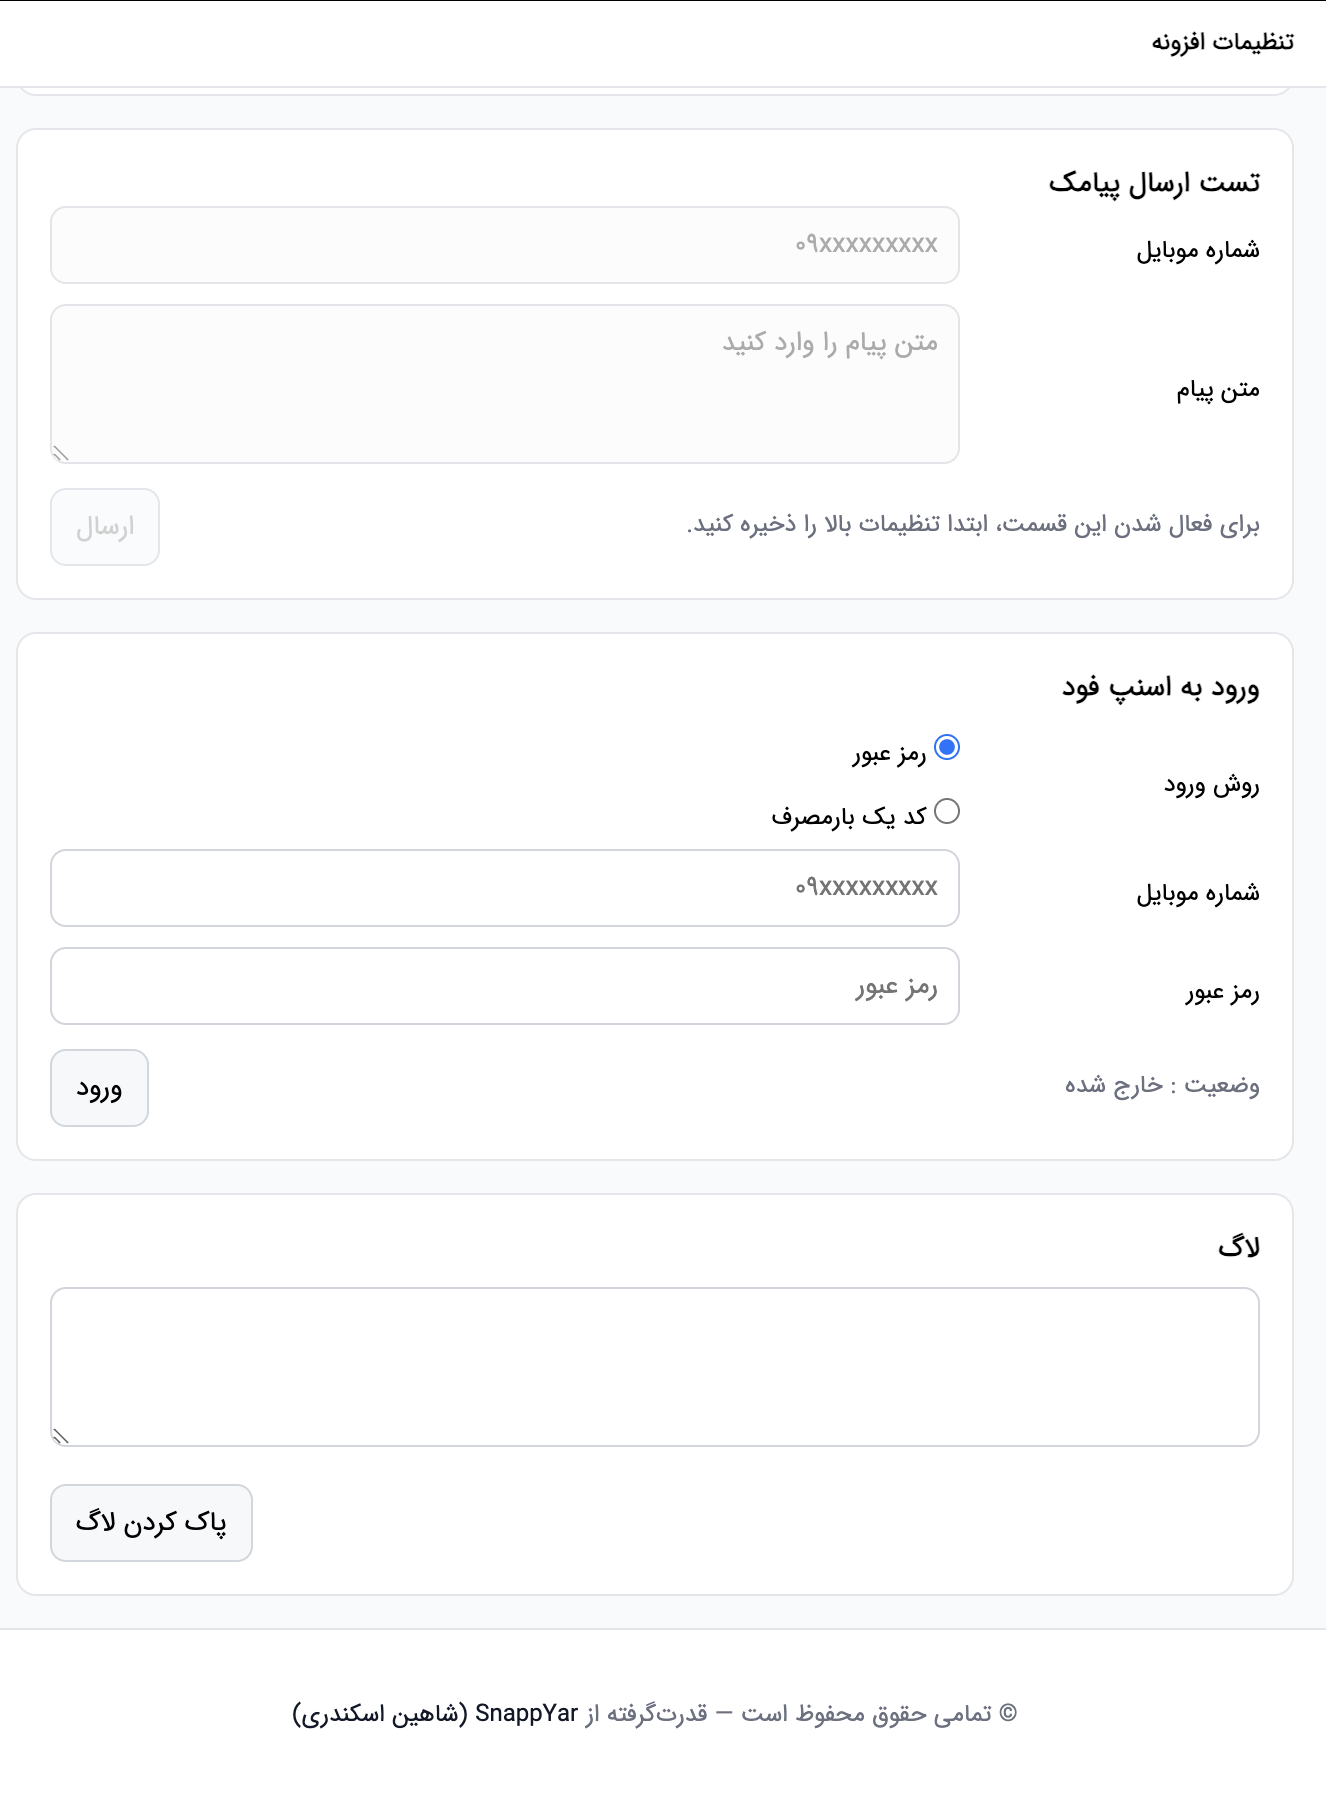 تنظیمات افزونه
تست ارسال پیامک
شماره موبایل
۰۹xxxxxxxxx
متن پیام
متن پیام را وارد کنید
برای فعال شدن این قسمت، ابتدا تنظیمات بالا را ذخیره کنید.
ارسال
ورود به اسنپ فود
روش ورود
رمز عبور
کد یک بارمصرف
شماره موبایل
۰۹xxxxxxxxx
رمز عبور
رمز عبور
وضعیت : خارج شده
ورود
لاگ
پاک کردن لاگ
© تمامی حقوق محفوظ است — قدرت‌گرفته از SnappYar (شاهین اسکندری)